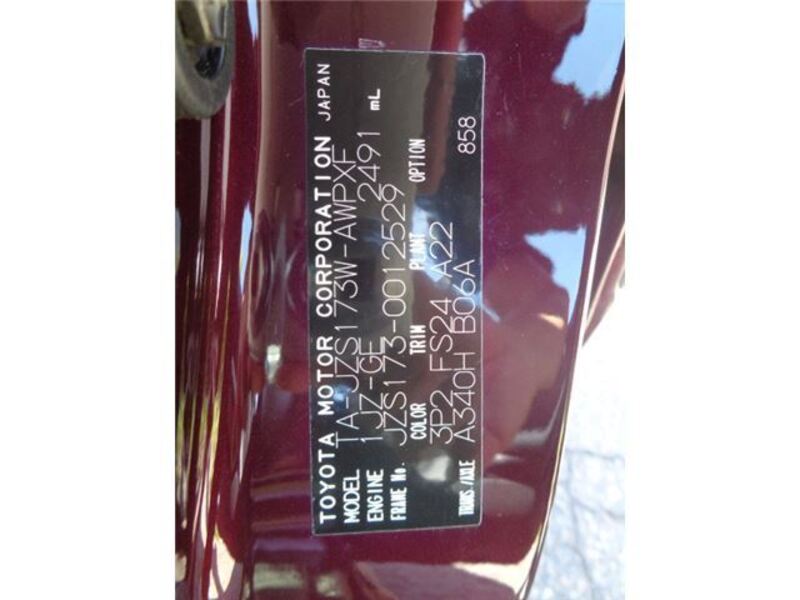 TOYOTA MOTOR CORPORATION JAPAN
MODEL TA-JZS173W-AWPXF
ENGINE 1JZ-GE 2491 mL
FRAME No. JZS173-0012529
COLOR TRIM PLANT OPTION
3P2 FS24 A22
TRANS./AXLE A340H B06A 858